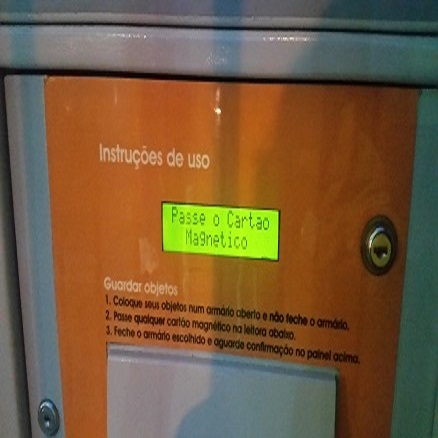 Instruções de uso
Passe o Cartao
Magnetico
Guardar objetos
1. Coloque seus objetos num armário aberto e não feche o armário.
2. Passe qualquer cartão magnético na leitora abaixo.
3. Feche o armário escolhido e aguarde confirmação no painel acima.